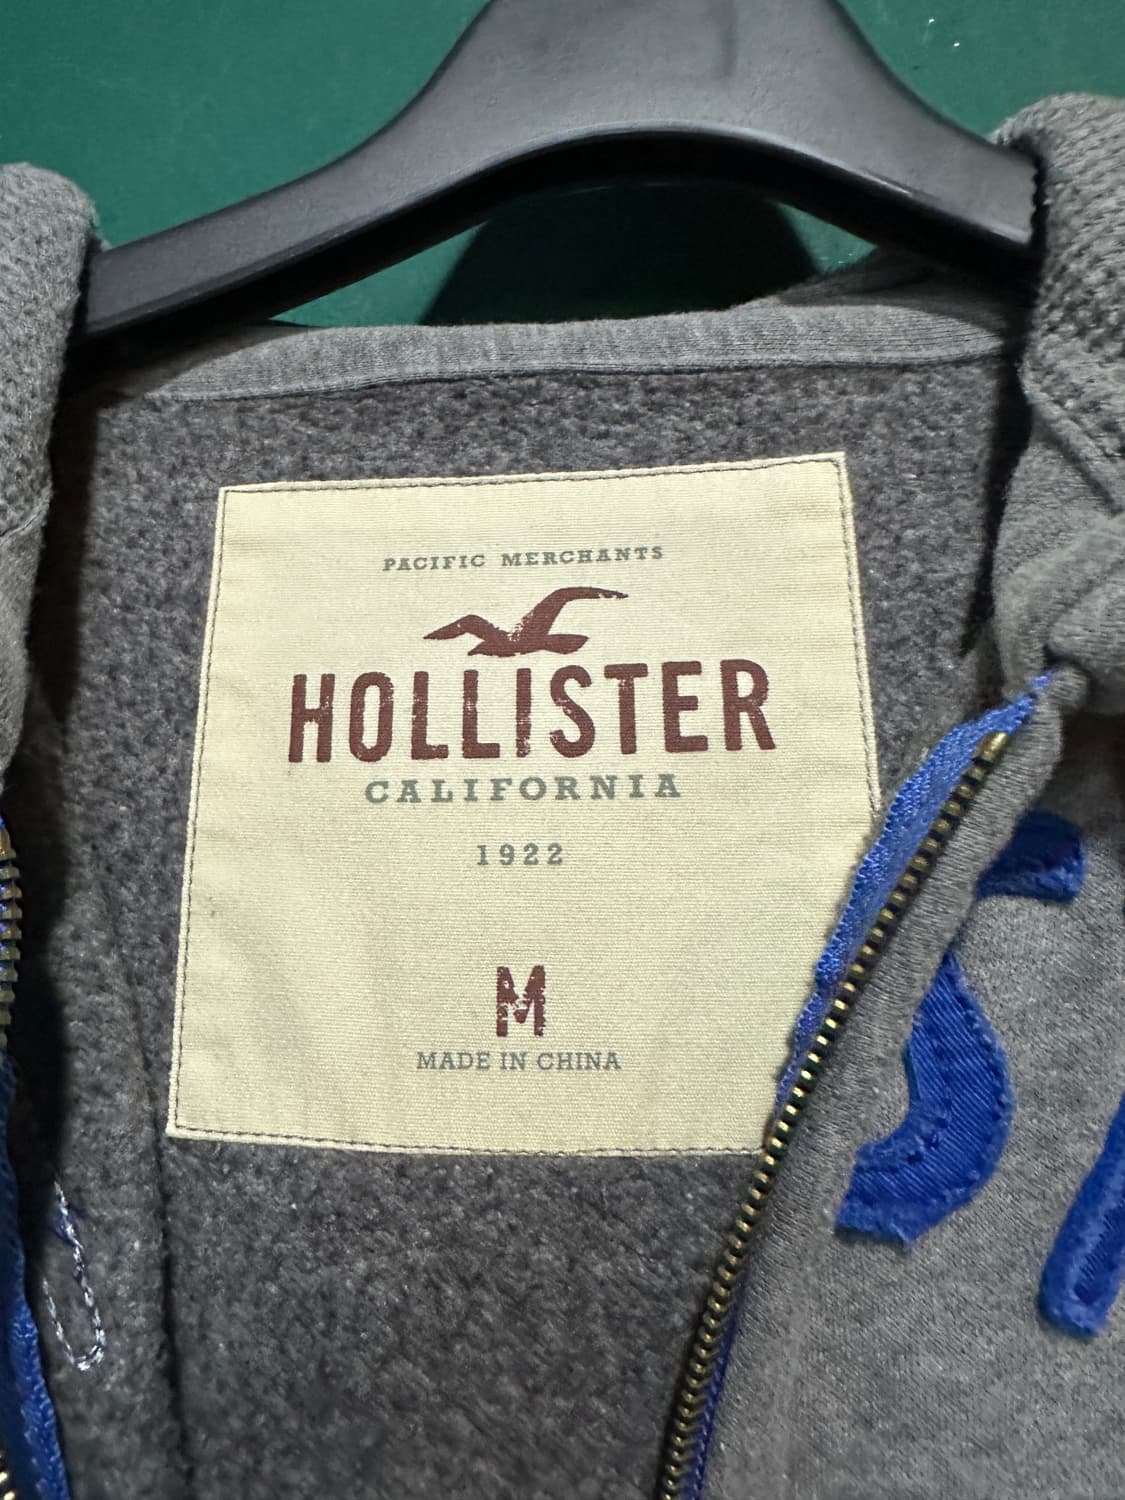 PACIFIC MERCHANTS
HOLLISTER
CALIFORNIA
1922
M
MADE IN CHINA